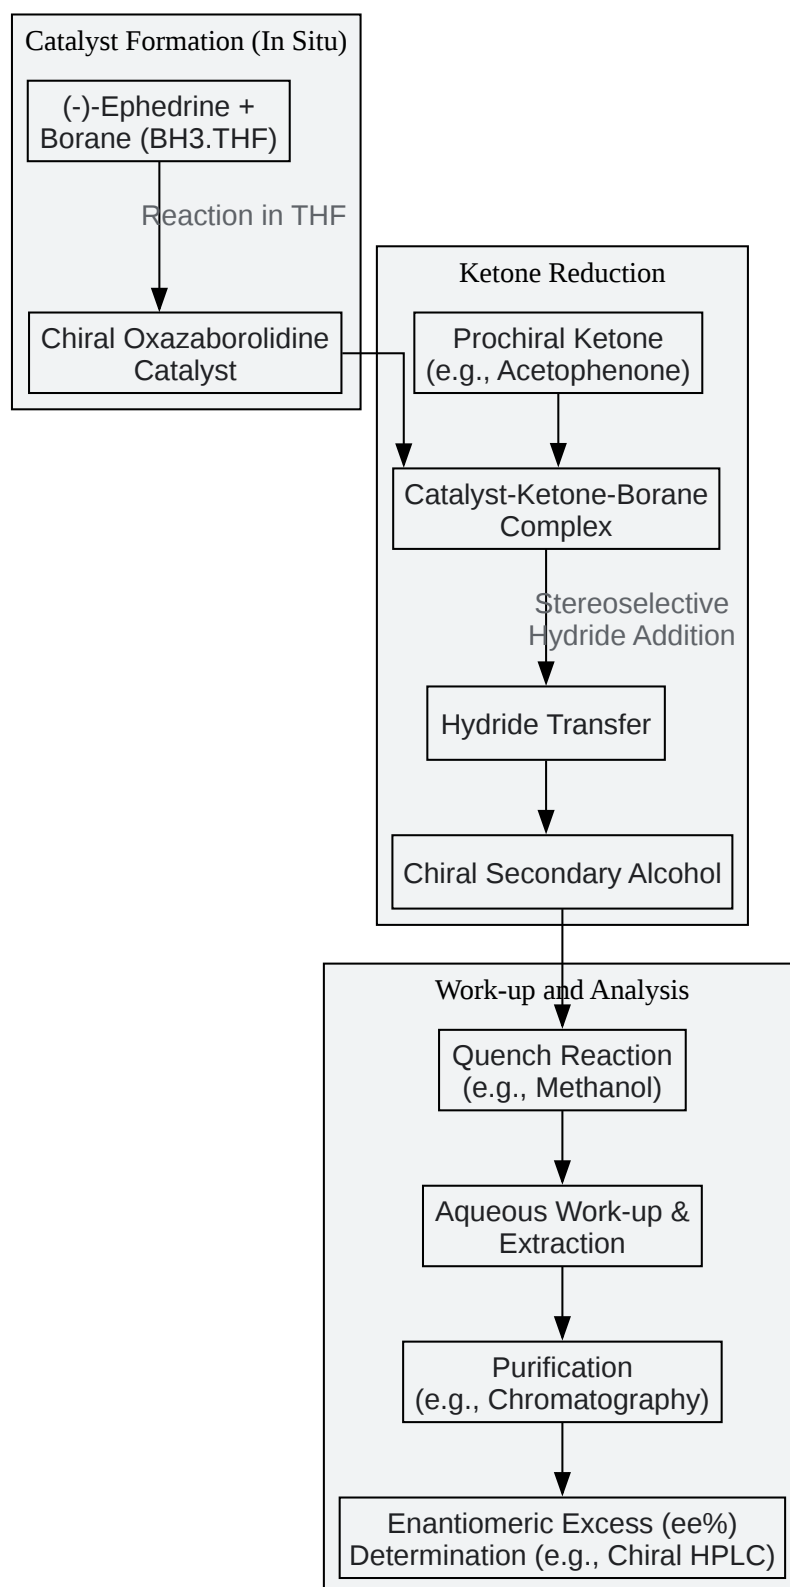 Catalyst Formation (In Situ)
(-)-Ephedrine +
Borane (BH3.THF)
Reaction in THF
Chiral Oxazaborolidine
Catalyst
Ketone Reduction
Prochiral Ketone
(e.g., Acetophenone)
Catalyst-Ketone-Borane
Complex
Stereoselective
Hydride Addition
Hydride Transfer
Chiral Secondary Alcohol
Work-up and Analysis
Quench Reaction
(e.g., Methanol)
Aqueous Work-up &
Extraction
Purification
(e.g., Chromatography)
Enantiomeric Excess (ee%)
Determination (e.g., Chiral HPLC)